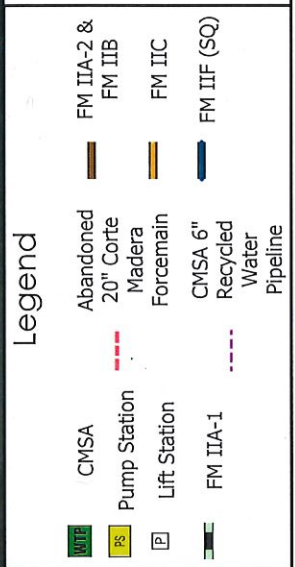 Legend
WTP CMSA
PS Pump Station
P Lift Station
FM IIA-1
Abandoned
20" Corte
Madera
Forcemain
CMSA 6"
Recycled
Water
Pipeline
FM IIA-2 &
FM IIB
FM IIC
FM IIF (SQ)